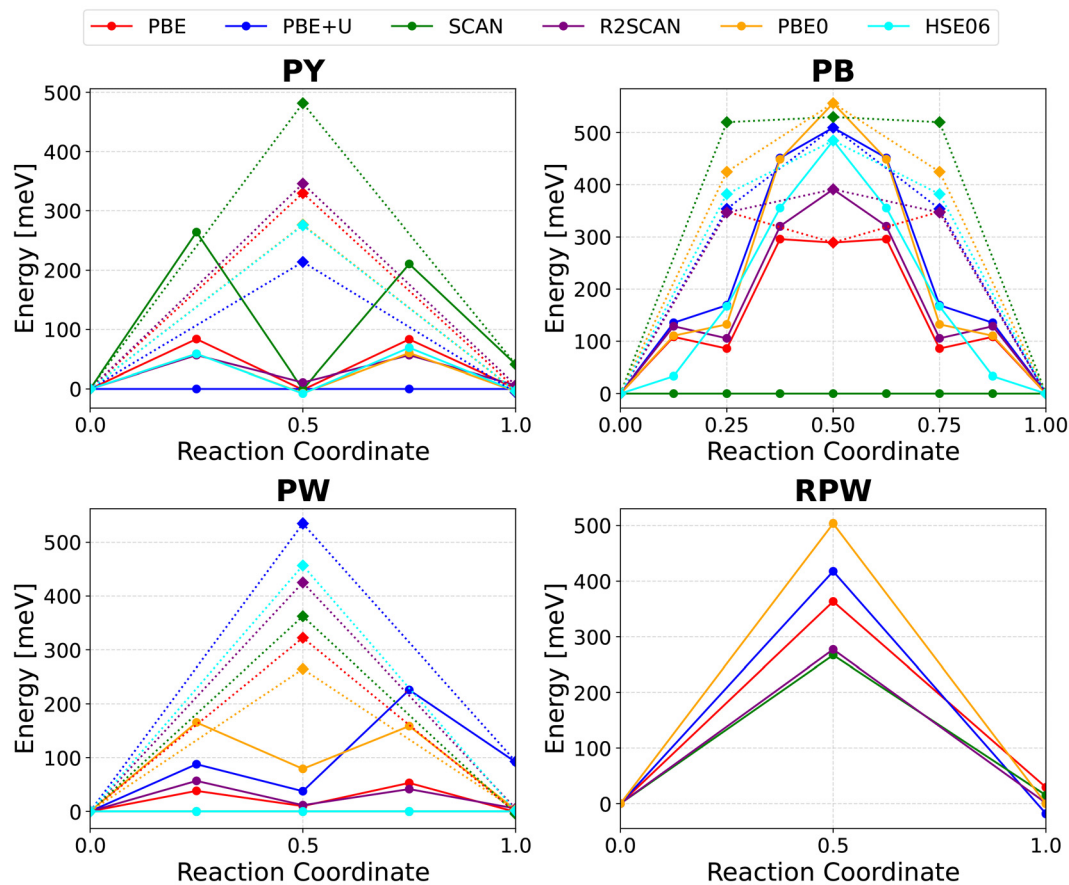 PBE PBE+U SCAN R2SCAN PBE0 HSE06
PY
Energy [meV]
500
400
300
200
100
0
0.0 0.5 1.0
Reaction Coordinate
PB
Energy [meV]
500
400
300
200
100
0
0.00 0.25 0.50 0.75 1.00
Reaction Coordinate
PW
Energy [meV]
500
400
300
200
100
0
0.0 0.5 1.0
Reaction Coordinate
RPW
Energy [meV]
500
400
300
200
100
0
0.0 0.5 1.0
Reaction Coordinate